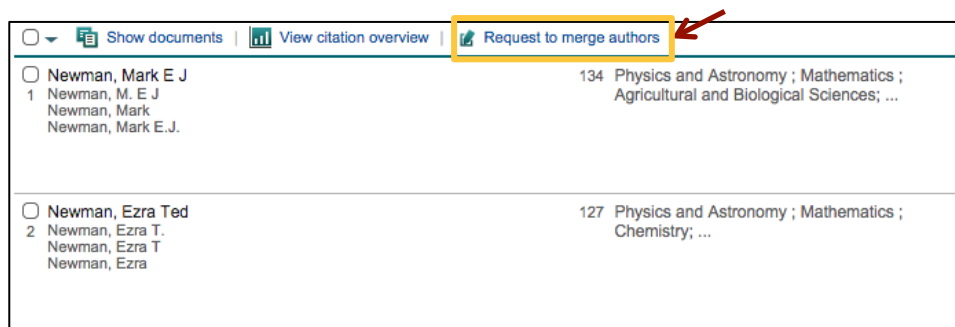 Show documents | View citation overview | Request to merge authors
Newman, Mark E J 134 Physics and Astronomy ; Mathematics ;
1 Newman, M. E J Agricultural and Biological Sciences; ...
Newman, Mark
Newman, Mark E.J.
Newman, Ezra Ted 127 Physics and Astronomy ; Mathematics ;
2 Newman, Ezra T. Chemistry; ...
Newman, Ezra T
Newman, Ezra